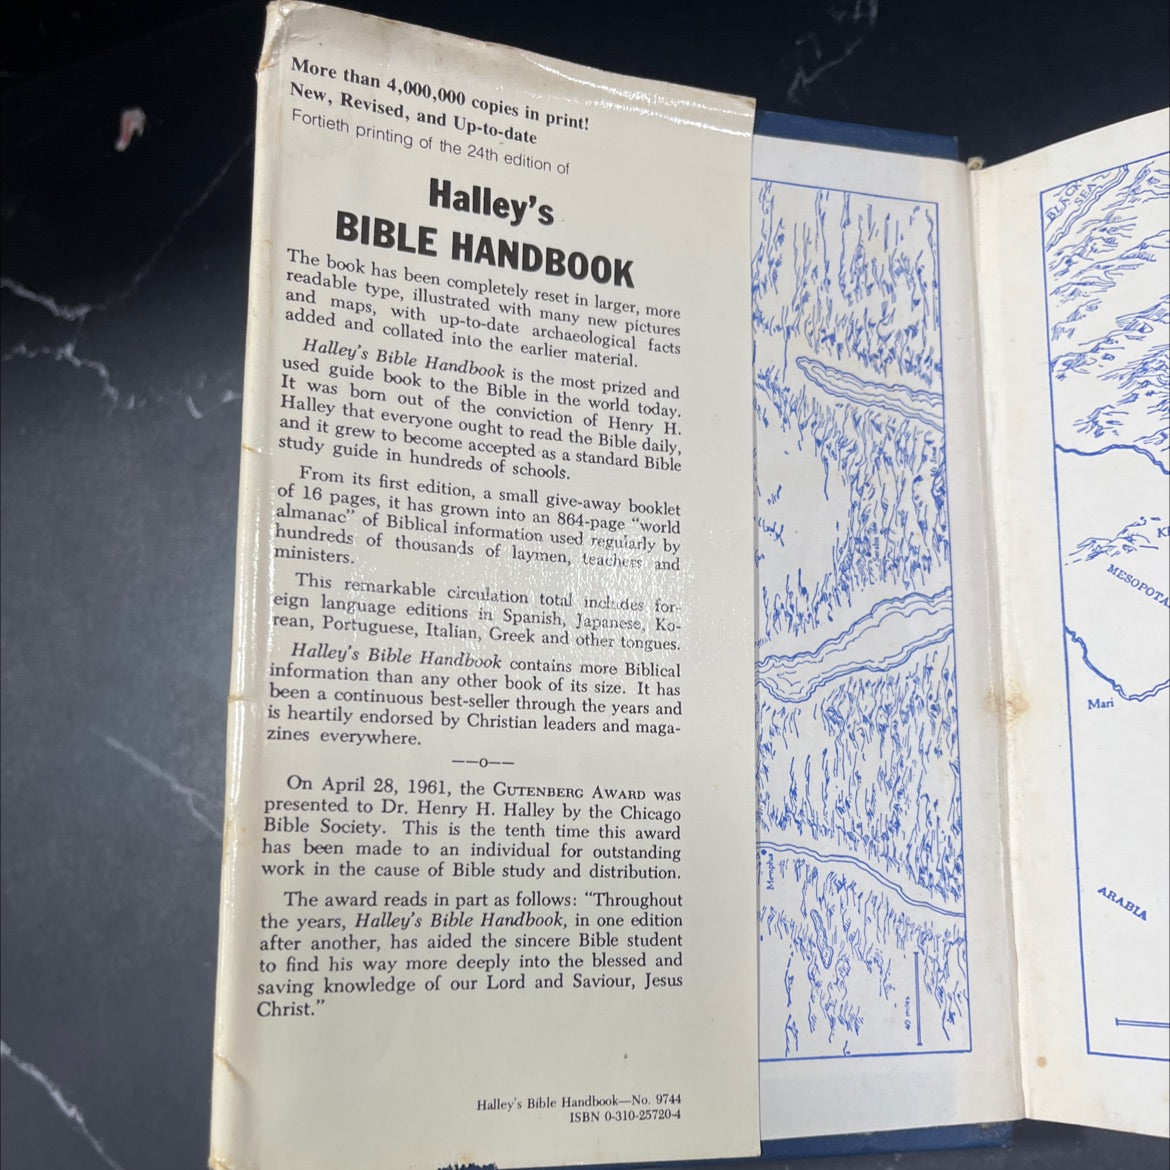 More than 4,000,000 copies in print!
New, Revised, and Up-to-date
Fortieth printing of the 24th edition of
Halley's
BIBLE HANDBOOK
The book has been completely reset in larger, more
readable type, illustrated with many new pictures
and maps, with up-to-date archaeological facts
added and collated into the earlier material.
Halley's Bible Handbook is the most prized and
used guide book to the Bible in the world today.
It was born out of the conviction of Henry H.
Halley that everyone ought to read the Bible daily,
and it grew to become accepted as a standard Bible
study guide in hundreds of schools.
From its first edition, a small give-away booklet
of 16 pages, it has grown into an 864-page "world
almanac" of Biblical information used regularly by
hundreds of thousands of laymen, teachers and
ministers.
This remarkable circulation total includes for-
eign language editions in Spanish, Japanese, Ko-
rean, Portuguese, Italian, Greek and other tongues.
Halley's Bible Handbook contains more Biblical
information than any other book of its size. It has
been a continuous best-seller through the years and
is heartily endorsed by Christian leaders and maga-
zines everywhere.
——o——
On April 28, 1961, the GUTENBERG AWARD was
presented to Dr. Henry H. Halley by the Chicago
Bible Society. This is the tenth time this award
has been made to an individual for outstanding
work in the cause of Bible study and distribution.
The award reads in part as follows: "Throughout
the years, Halley's Bible Handbook, in one edition
after another, has aided the sincere Bible student
to find his way more deeply into the blessed and
saving knowledge of our Lord and Saviour, Jesus
Christ."
Halley's Bible Handbook—No. 9744
ISBN 0-310-25720-4
Memphis
40 miles
BLACK
SEA
MESOPOTA
Mari
ARABIA